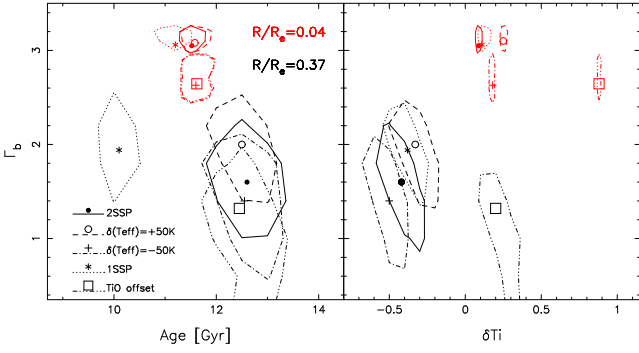 R/Re=0.04
R/Re=0.37
Γb
3
2
1
2SSP
δ(Teff)=+50K
δ(Teff)=−50K
1SSP
TiO offset
10 12 14
−0.5 0 0.5 1
Age [Gyr]
δTi